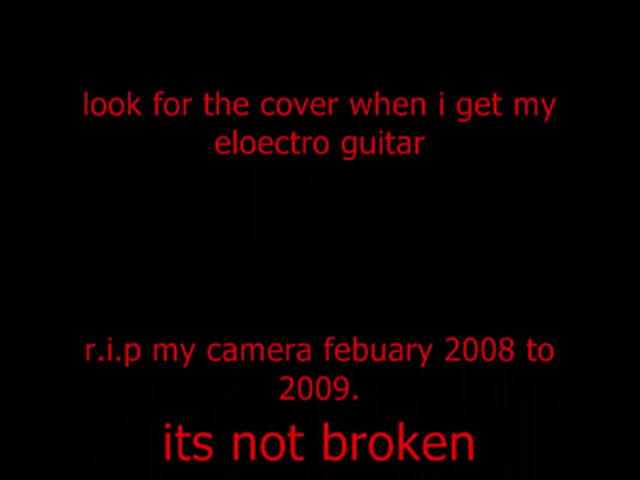 look for the cover when i get my
eloectro guitar
r.i.p my camera febuary 2008 to
2009.
its not broken